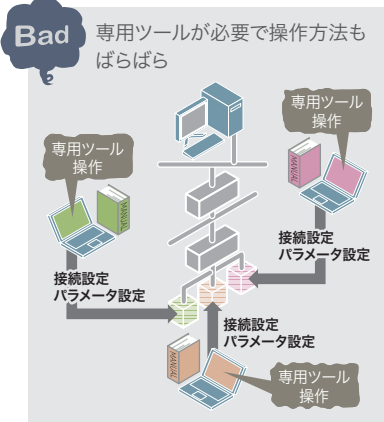 Bad
専用ツールが必要で操作方法も
ばらばら
専用ツール
操作
MANUAL
専用ツール
操作
MANUAL
接続設定
パラメータ設定
接続設定
パラメータ設定
接続設定
パラメータ設定
MANUAL
専用ツール
操作